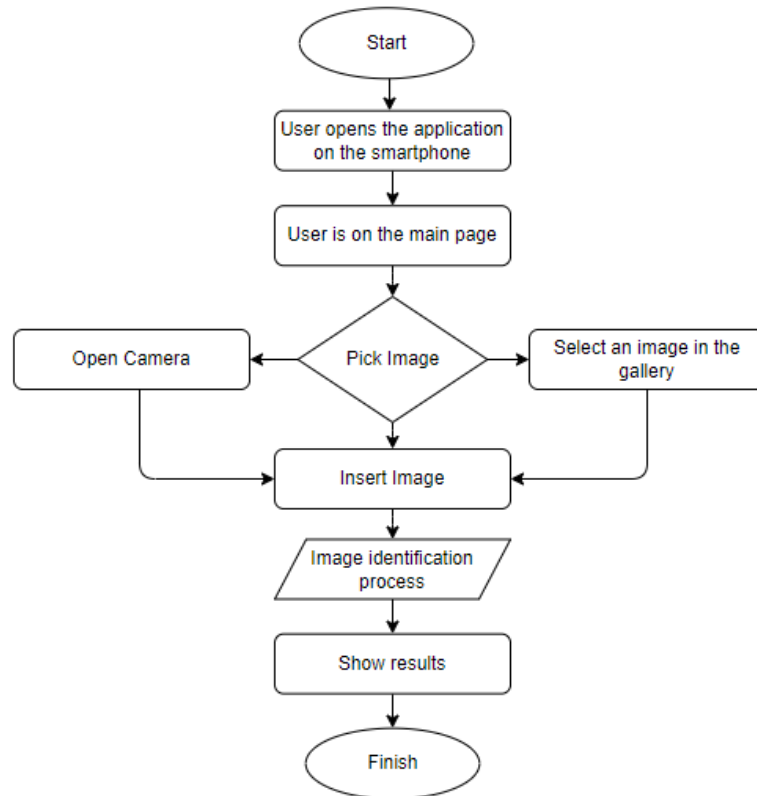 Start
User opens the application
on the smartphone
User is on the main page
Open Camera
Pick Image
Select an image in the
gallery
Insert Image
Image identification
process
Show results
Finish